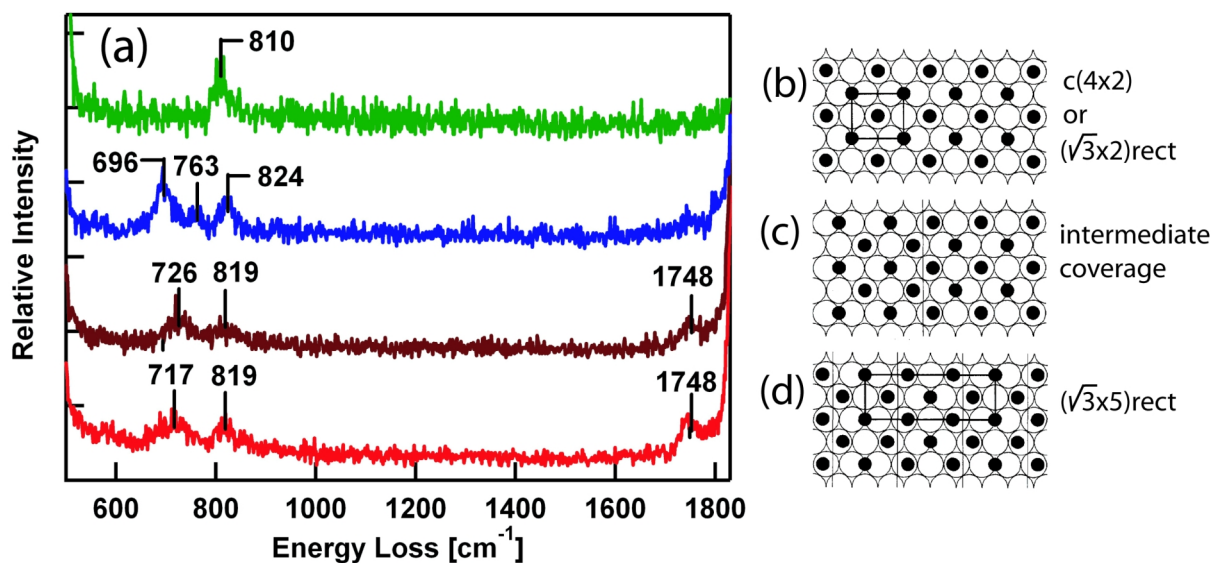 (a)
810
696
763
824
726
819
1748
717
819
1748
Relative Intensity
600
800
1000
1200
1400
1600
1800
Energy Loss [cm⁻¹]
(b)
c(4x2)
or
(√3x2)rect
(c)
intermediate
coverage
(d)
(√3x5)rect